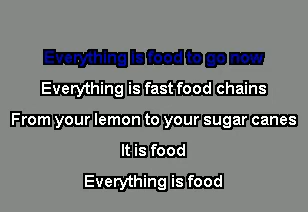 Everything is food to go now
Everything is fast food chains
From your lemon to your sugar canes
It is food
Everything is food